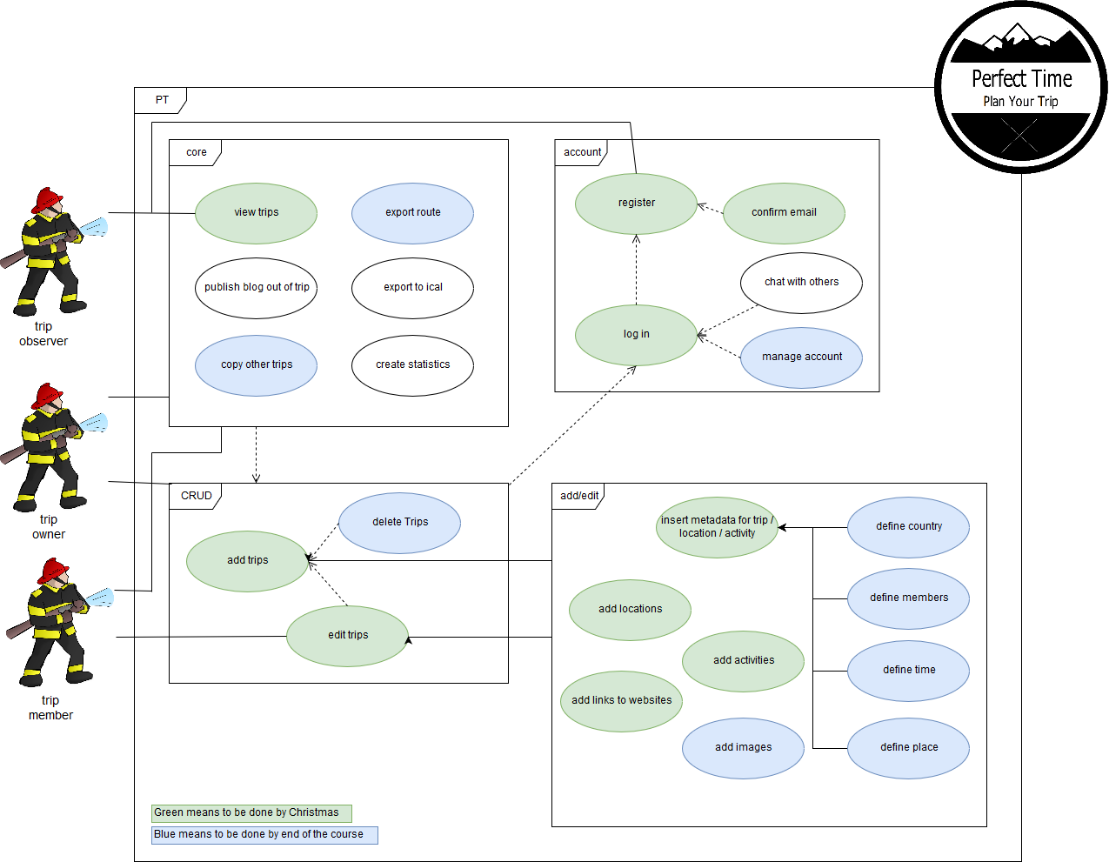 Perfect Time
Plan Your Trip
PT
core
view trips
export route
publish blog out of trip
export to ical
copy other trips
create statistics
account
register
confirm email
chat with others
log in
manage account
trip
observer
trip
owner
trip
member
CRUD
delete Trips
add trips
edit trips
add/edit
insert metadata for trip /
location / activity
define country
add locations
define members
add activities
define time
add links to websites
add images
define place
Green means to be done by Christmas
Blue means to be done by end of the course